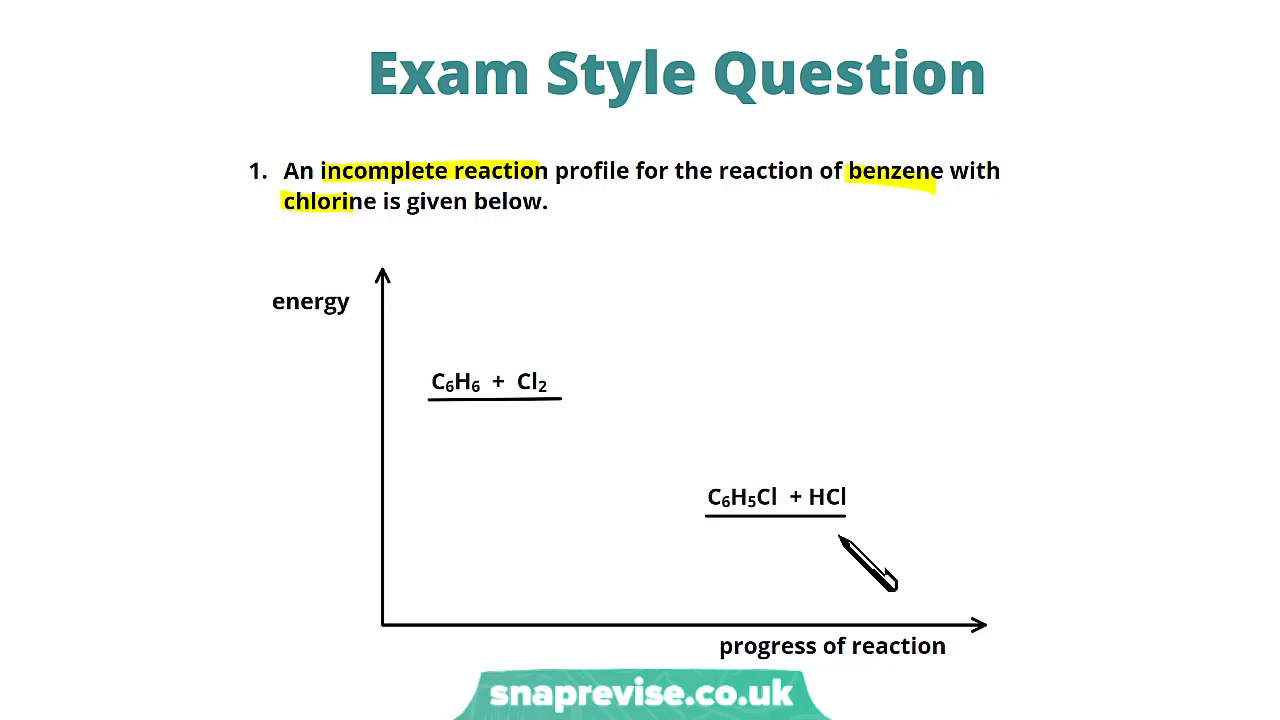 Exam Style Question
1. An incomplete reaction profile for the reaction of benzene with
chlorine is given below.
energy
C₆H₆ + Cl₂
C₆H₅Cl + HCl
progress of reaction
snaprevise.co.uk